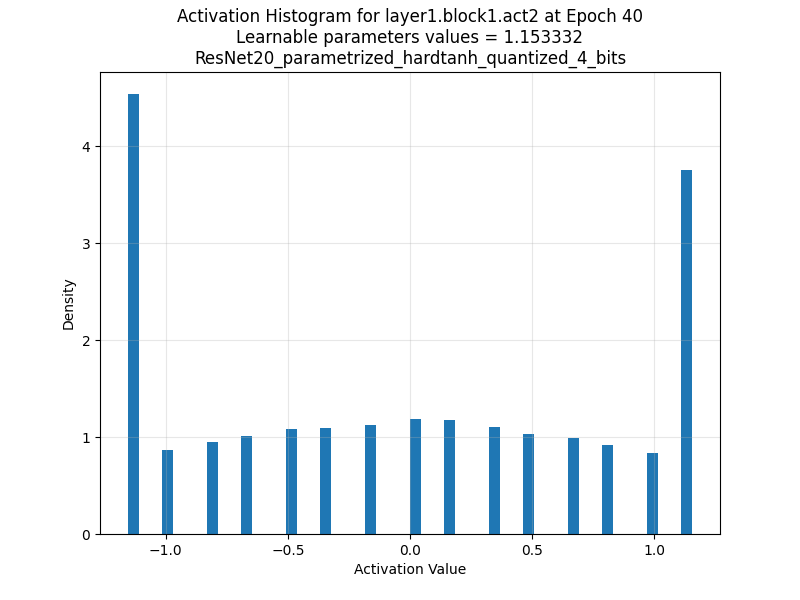 Activation Histogram for layer1.block1.act2 at Epoch 40
Learnable parameters values = 1.153332
ResNet20_parametrized_hardtanh_quantized_4_bits
4
3
2
1
0
Density
−1.0 −0.5 0.0 0.5 1.0
Activation Value